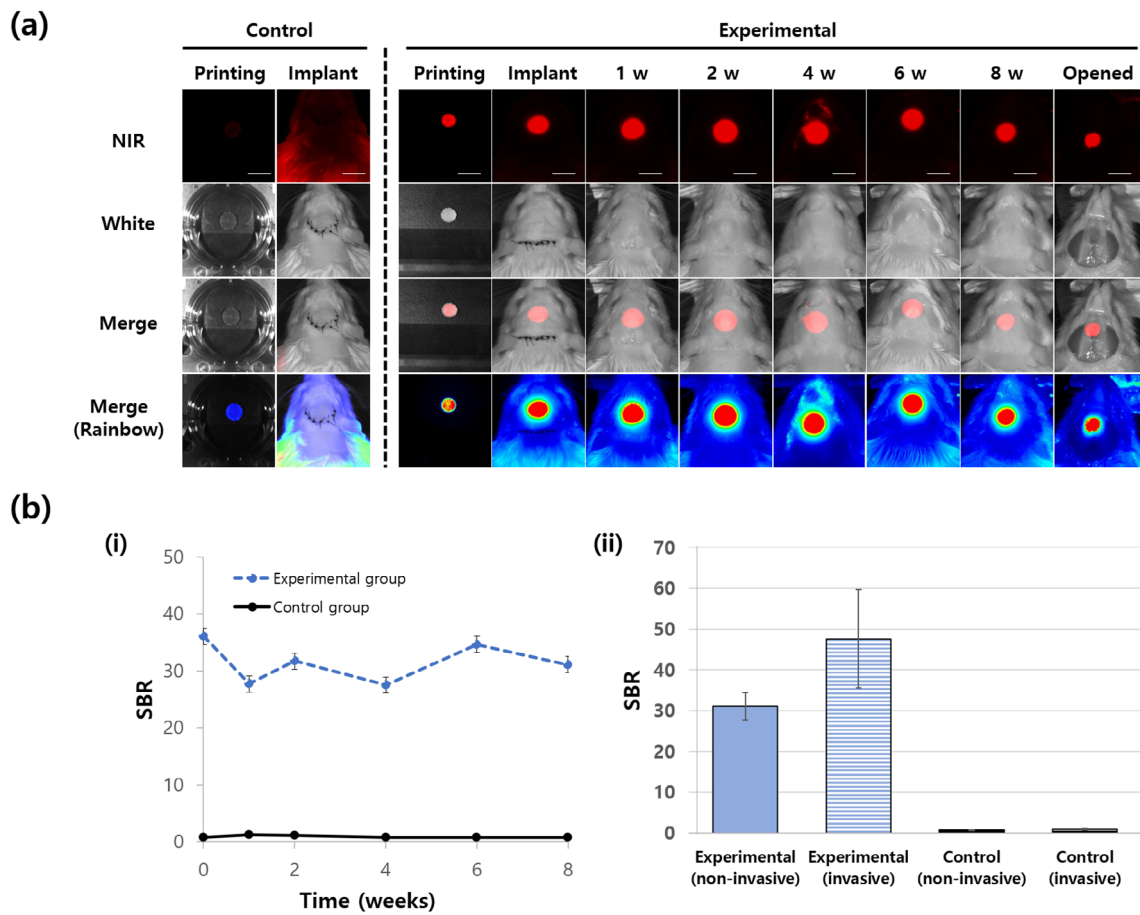 (a)
Control
Experimental
Printing Implant
Printing Implant 1 w 2 w 4 w 6 w 8 w Opened
NIR
White
Merge
Merge
(Rainbow)
(b)
(i)
50
40
30
20
10
0
SBR
Experimental group
Control group
0 2 4 6 8
Time (weeks)
(ii)
70
60
50
40
30
20
10
0
SBR
Experimental
(non-invasive)
Experimental
(invasive)
Control
(non-invasive)
Control
(invasive)